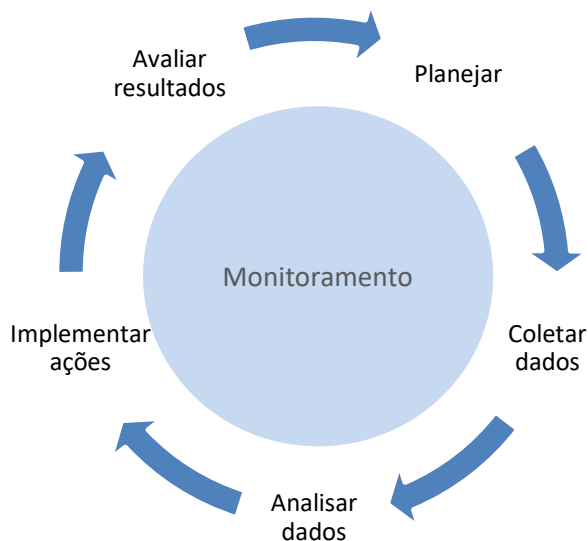 Avaliar
resultados
Planejar
Monitoramento
Implementar
ações
Coletar
dados
Analisar
dados